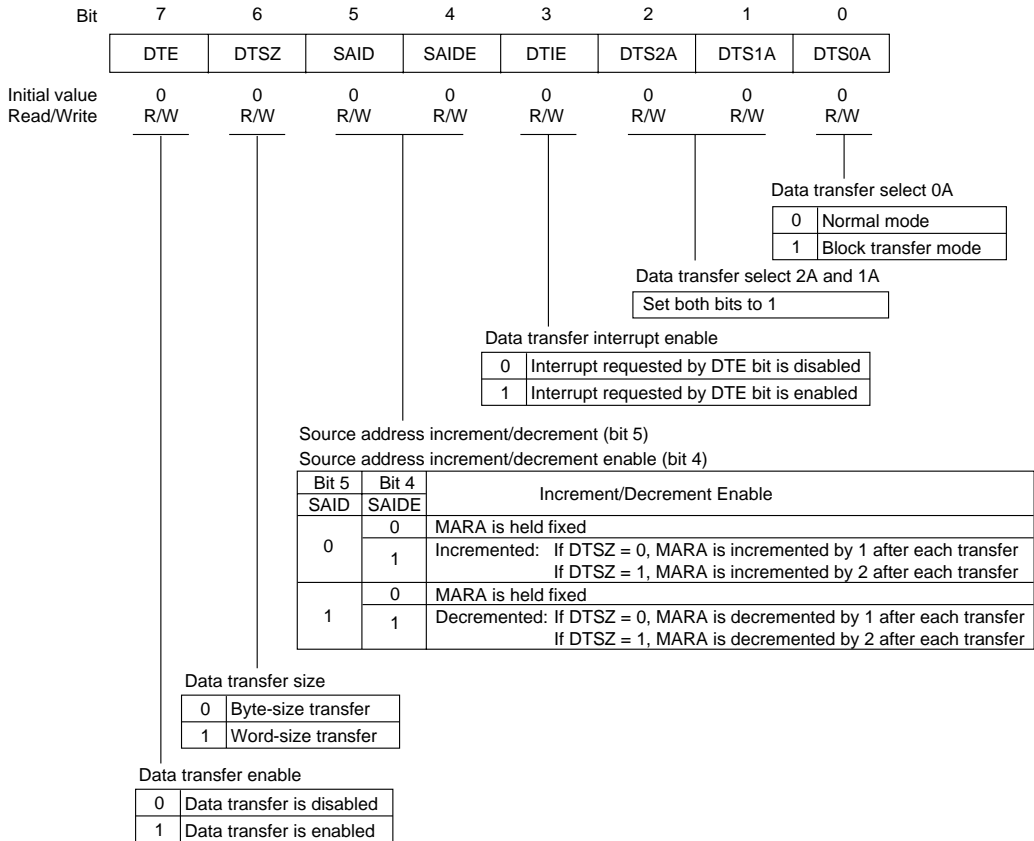 Bit 7 6 5 4 3 2 1 0
DTE DTSZ SAID SAIDE DTIE DTS2A DTS1A DTS0A
Initial value 0 0 0 0 0 0 0 0
Read/Write R/W R/W R/W R/W R/W R/W R/W R/W
Data transfer select 0A
0 Normal mode
1 Block transfer mode
Data transfer select 2A and 1A
Set both bits to 1
Data transfer interrupt enable
0 Interrupt requested by DTE bit is disabled
1 Interrupt requested by DTE bit is enabled
Source address increment/decrement (bit 5)
Source address increment/decrement enable (bit 4)
Bit 5 Bit 4 Increment/Decrement Enable
SAID SAIDE
0 0 MARA is held fixed
1 Incremented: If DTSZ = 0, MARA is incremented by 1 after each transfer
If DTSZ = 1, MARA is incremented by 2 after each transfer
1 0 MARA is held fixed
1 Decremented: If DTSZ = 0, MARA is decremented by 1 after each transfer
If DTSZ = 1, MARA is decremented by 2 after each transfer
Data transfer size
0 Byte-size transfer
1 Word-size transfer
Data transfer enable
0 Data transfer is disabled
1 Data transfer is enabled